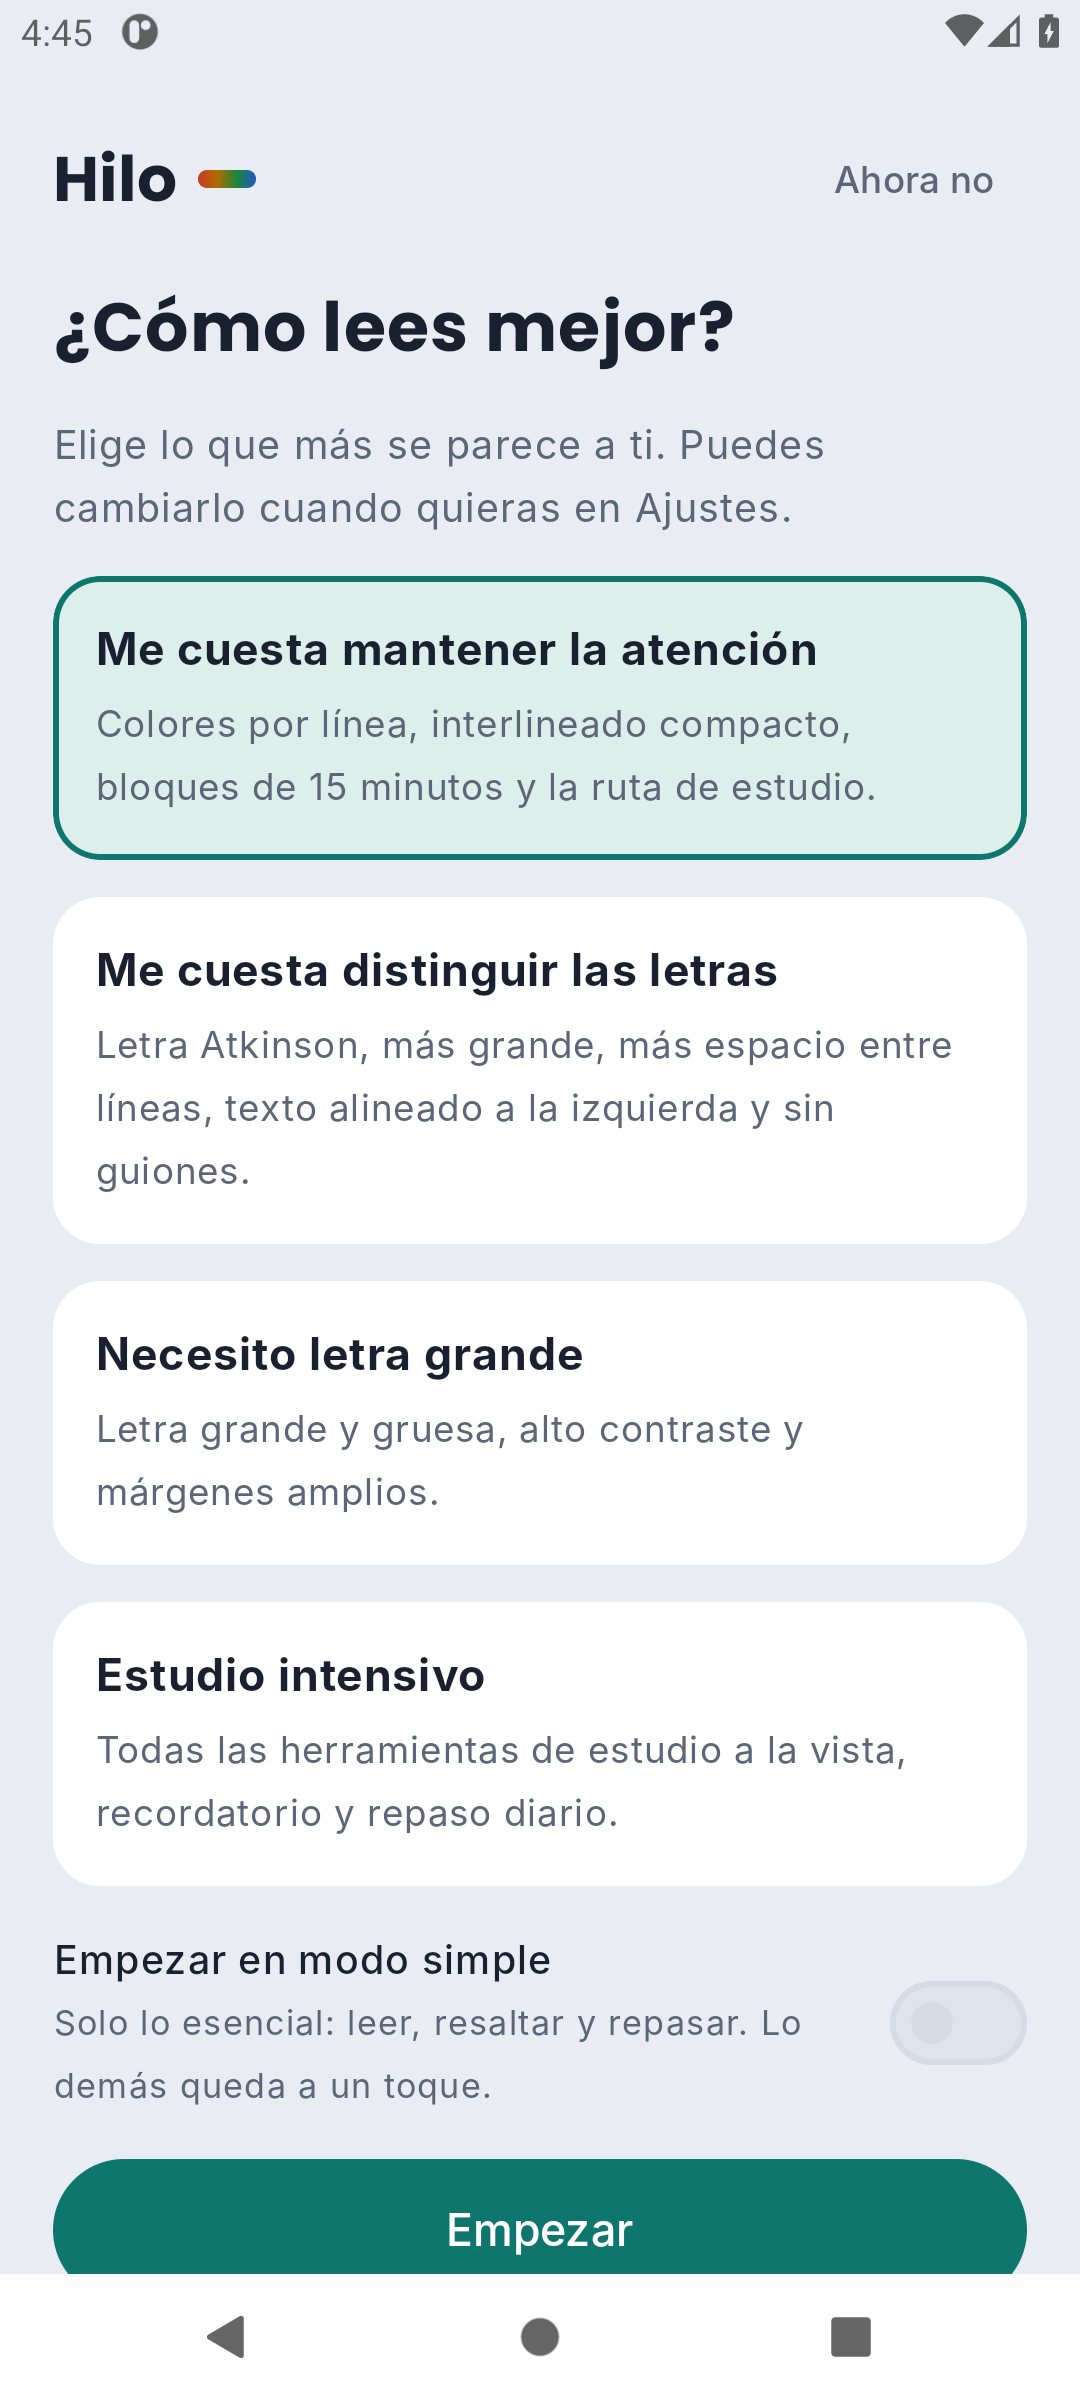 4:45
Hilo
Ahora no
¿Cómo lees mejor?
Elige lo que más se parece a ti. Puedes
cambiarlo cuando quieras en Ajustes.
Me cuesta mantener la atención
Colores por línea, interlineado compacto,
bloques de 15 minutos y la ruta de estudio.
Me cuesta distinguir las letras
Letra Atkinson, más grande, más espacio entre
líneas, texto alineado a la izquierda y sin
guiones.
Necesito letra grande
Letra grande y gruesa, alto contraste y
márgenes amplios.
Estudio intensivo
Todas las herramientas de estudio a la vista,
recordatorio y repaso diario.
Empezar en modo simple
Solo lo esencial: leer, resaltar y repasar. Lo
demás queda a un toque.
Empezar